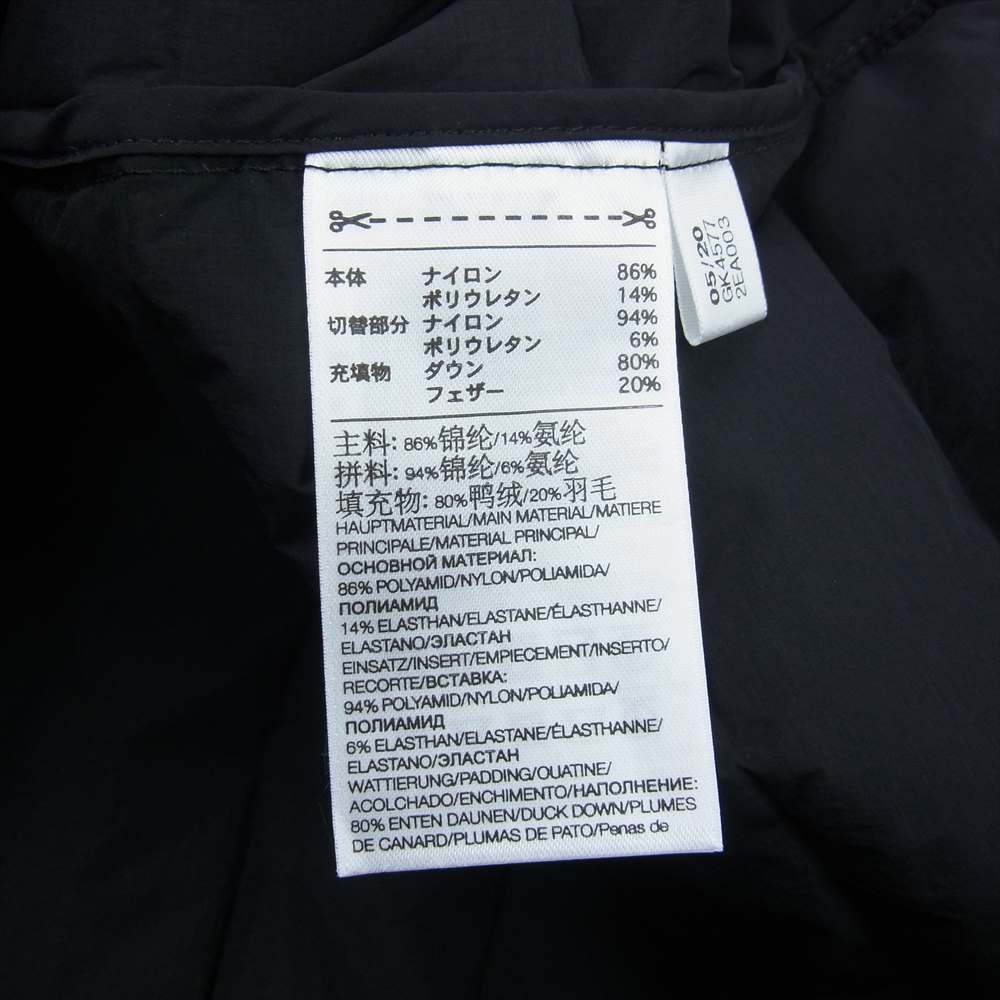 本体 ナイロン 86%
ポリウレタン 14%
切替部分 ナイロン 94%
ポリウレタン 6%
充填物 ダウン 80%
フェザー 20%
主料: 86%锦纶/14%氨纶
拼料: 94%锦纶/6%氨纶
填充物: 80%鸭绒/20%羽毛
HAUPTMATERIAL/MAIN MATERIAL/MATIERE
PRINCIPALE/MATERIAL PRINCIPAL/
ОСНОВНОЙ МАТЕРИАЛ:
86% POLYAMID/NYLON/POLIAMIDA/
ПОЛИАМИД
14% ELASTHAN/ELASTANE/ÉLASTHANNE/
ELASTANO/ЭЛАСТАН
EINSATZ/INSERT/EMPIECEMENT/INSERTO/
RECORTE/ВСТАВКА:
94% POLYAMID/NYLON/POLIAMIDA/
ПОЛИАМИД
6% ELASTHAN/ELASTANE/ÉLASTHANNE/
ELASTANO/ЭЛАСТАН
WATTIERUNG/PADDING/OUATINE/
ACOLCHADO/ENCHIMENTO/НАПОЛНЕНИЕ:
80% ENTEN DAUNEN/DUCK DOWN/PLUMES
DE CANARD/PLUMAS DE PATO/Penas de
05/20
GK4577
2EA003